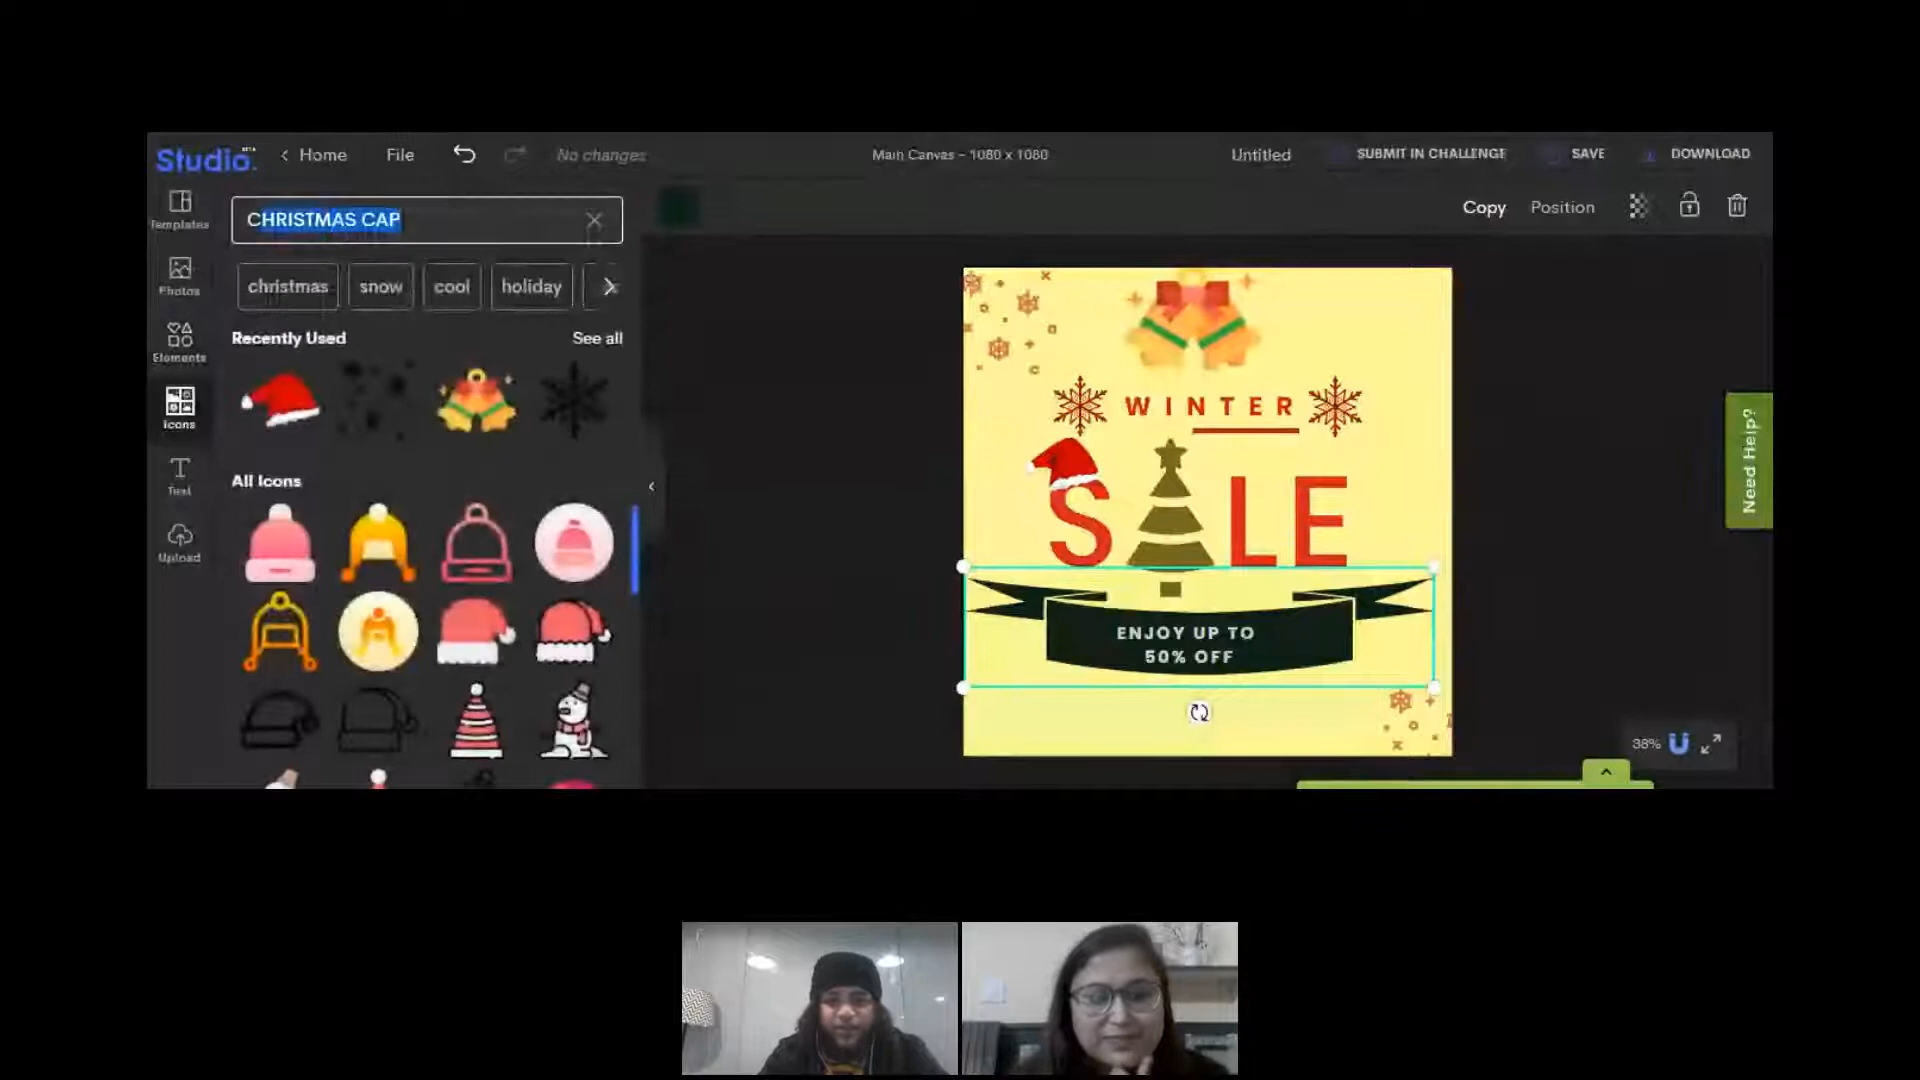 Studio. BETA
Home
File
No changes
Main Canvas - 1080 x 1080
Untitled
SUBMIT IN CHALLENGE
SAVE
DOWNLOAD
Templates
Photos
Elements
Icons
Text
Upload
CHRISTMAS CAP
christmas
snow
cool
holiday
Recently Used
See all
All Icons
Copy
Position
WINTER
S LE
ENJOY UP TO
50% OFF
Need Help?
38%